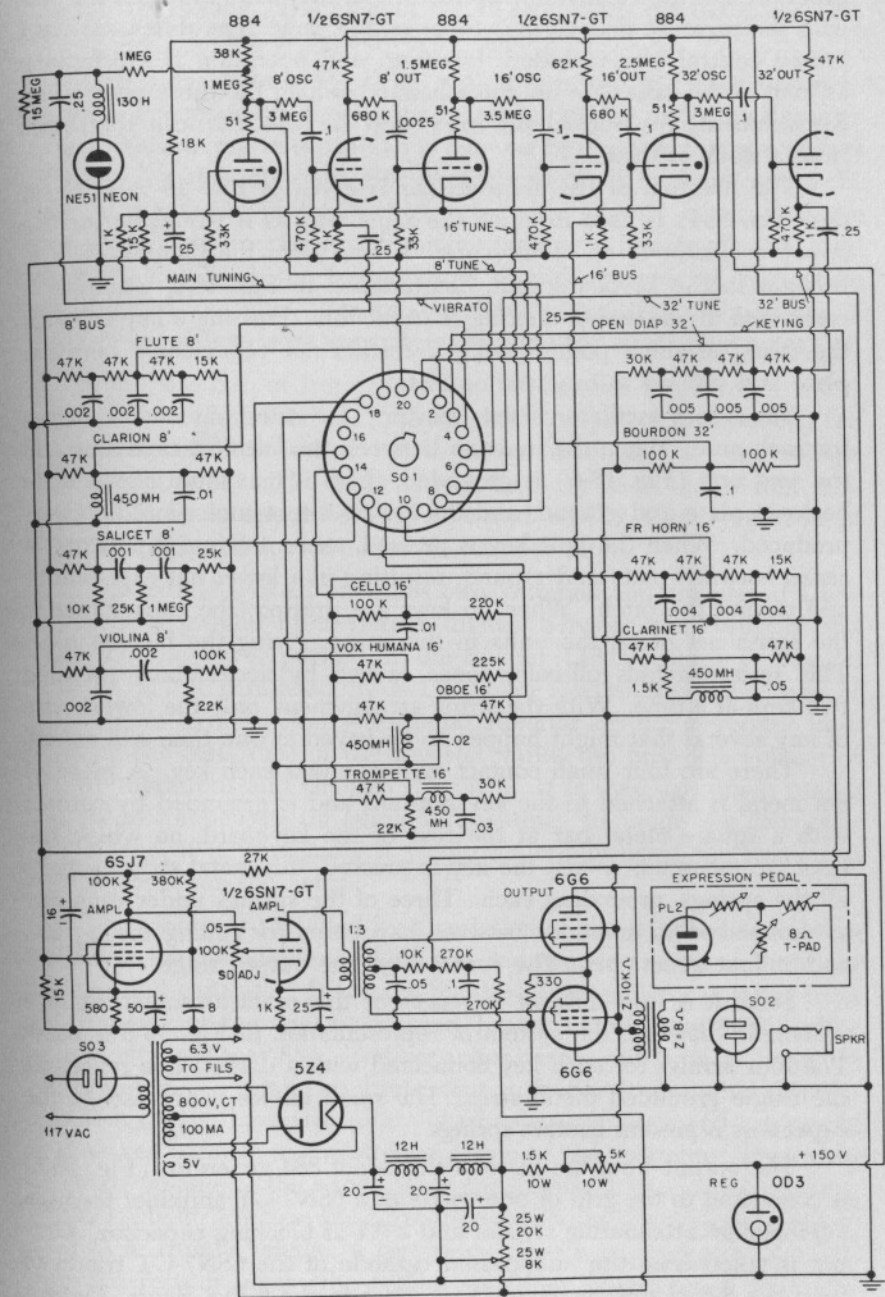 884 1/2 6SN7-GT 884 1/2 6SN7-GT 884 1/2 6SN7-GT
1 MEG 38K 47K 1.5MEG 62K 2.5MEG 47K
1 MEG 8' OSC 8' OUT 16' OSC 16' OUT 32' OSC 32' OUT
15 MEG .25 130 H 51 3 MEG 680 K .0025 51 3.5 MEG 680 K 51 3 MEG .1
18K .1 .1
NE51 NEON
1K 15K 25 33K 470K 1K .25 33K 16' TUNE 470K 1K 33K 470K 1K .25
8' TUNE
16' BUS
MAIN TUNING VIBRATO 32' TUNE 32' BUS
8' BUS .25 OPEN DIAP 32' KEYING
FLUTE 8'
47K 47K 47K 15K
.002 .002 .002
30K 47K 47K 47K
.005 .005 .005
20 2
18 4
16 6
14 8
12 10
SO1
CLARION 8'
47K 47K
450 MH .01
BOURDON 32'
100 K 100 K
.1
SALICET 8'
47K .001 .001 25K
10K 25K 1 MEG
FR HORN 16'
47K 47K 47K 15K
.004 .004 .004
CELLO 16'
100 K 220K
.01
VIOLINA 8'
47K .002 100K
.002 22K
VOX HUMANA 16'
47K 225K
CLARINET 16'
47K 47K
1.5K 450 MH .05
OBOE 16'
47K 47K
450MH .02
TROMPETTE 16'
47K 30K
22K 450 MH .03
6SJ7 27K 6G6
100K 380K 1/2 6SN7-GT OUTPUT EXPRESSION PEDAL
16 AMPL .05 AMPL 1:3 PL2 8Ω T-PAD
100K SD ADJ 10K 270K
.05 .1 270K 330 Z=10KΩ
15K 580 50 8 1K 25 Z=8Ω SO2 SPKR
6G6
SO3 6.3 V 5Z4
TO FILS
800V, CT
100 MA
117 VAC
5V 12H 12H 1.5K 5K +150 V
10W 10W REG OD3
20 20 20 25W
20K
25W
8K